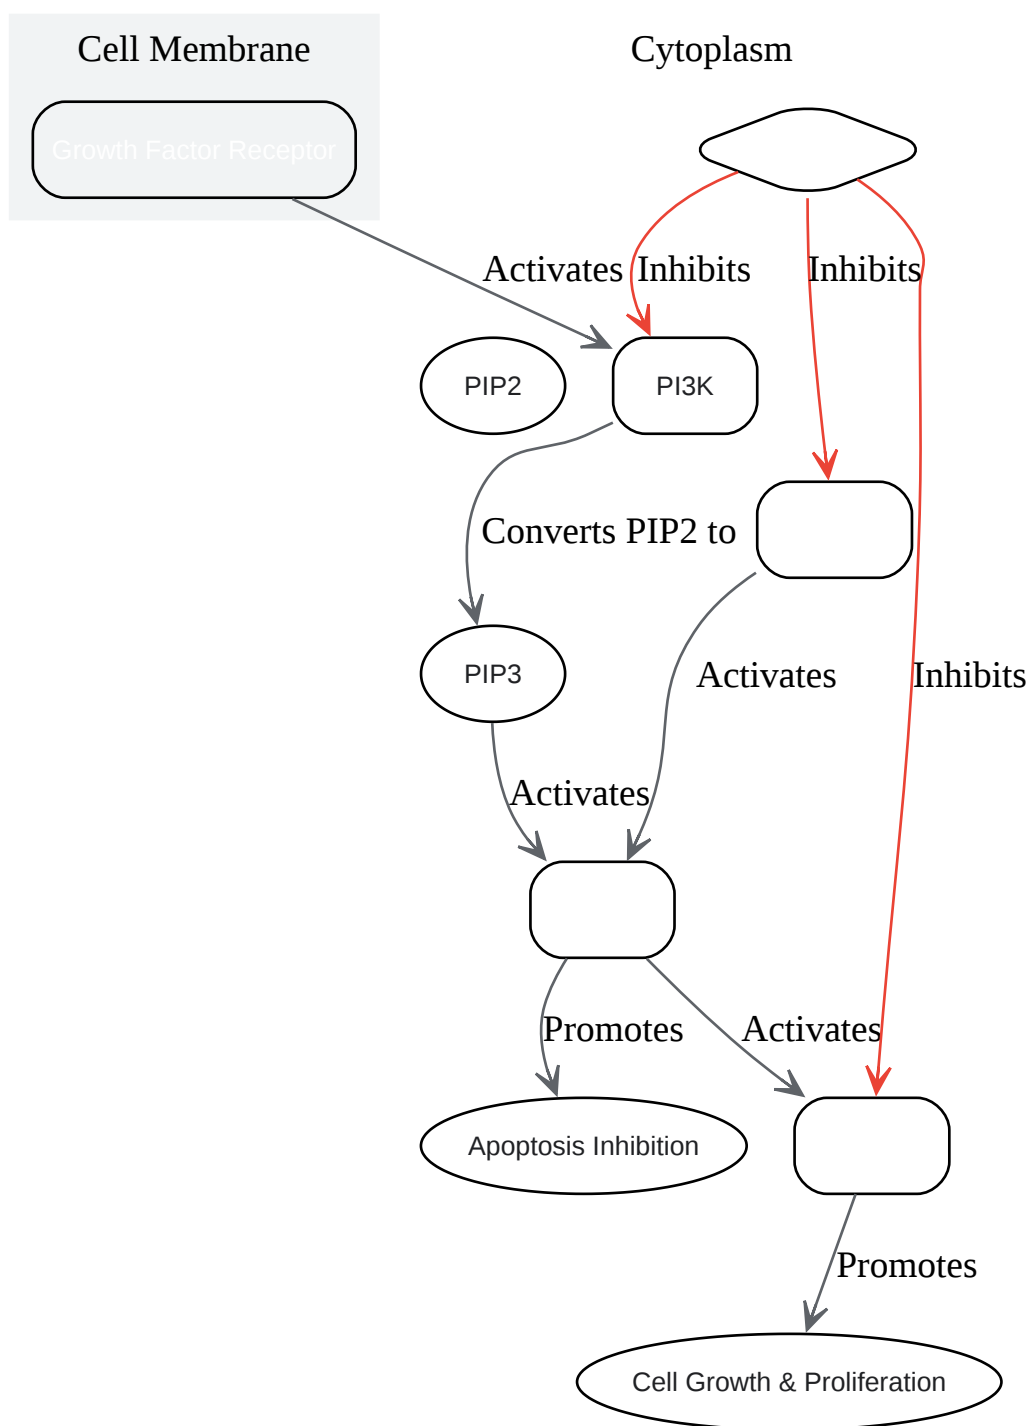 Cell Membrane
Cytoplasm
Growth Factor Receptor
Activates
Inhibits
Inhibits
PIP2
PI3K
Converts PIP2 to
PIP3
Activates
Inhibits
Activates
Promotes
Activates
Apoptosis Inhibition
Promotes
Cell Growth & Proliferation